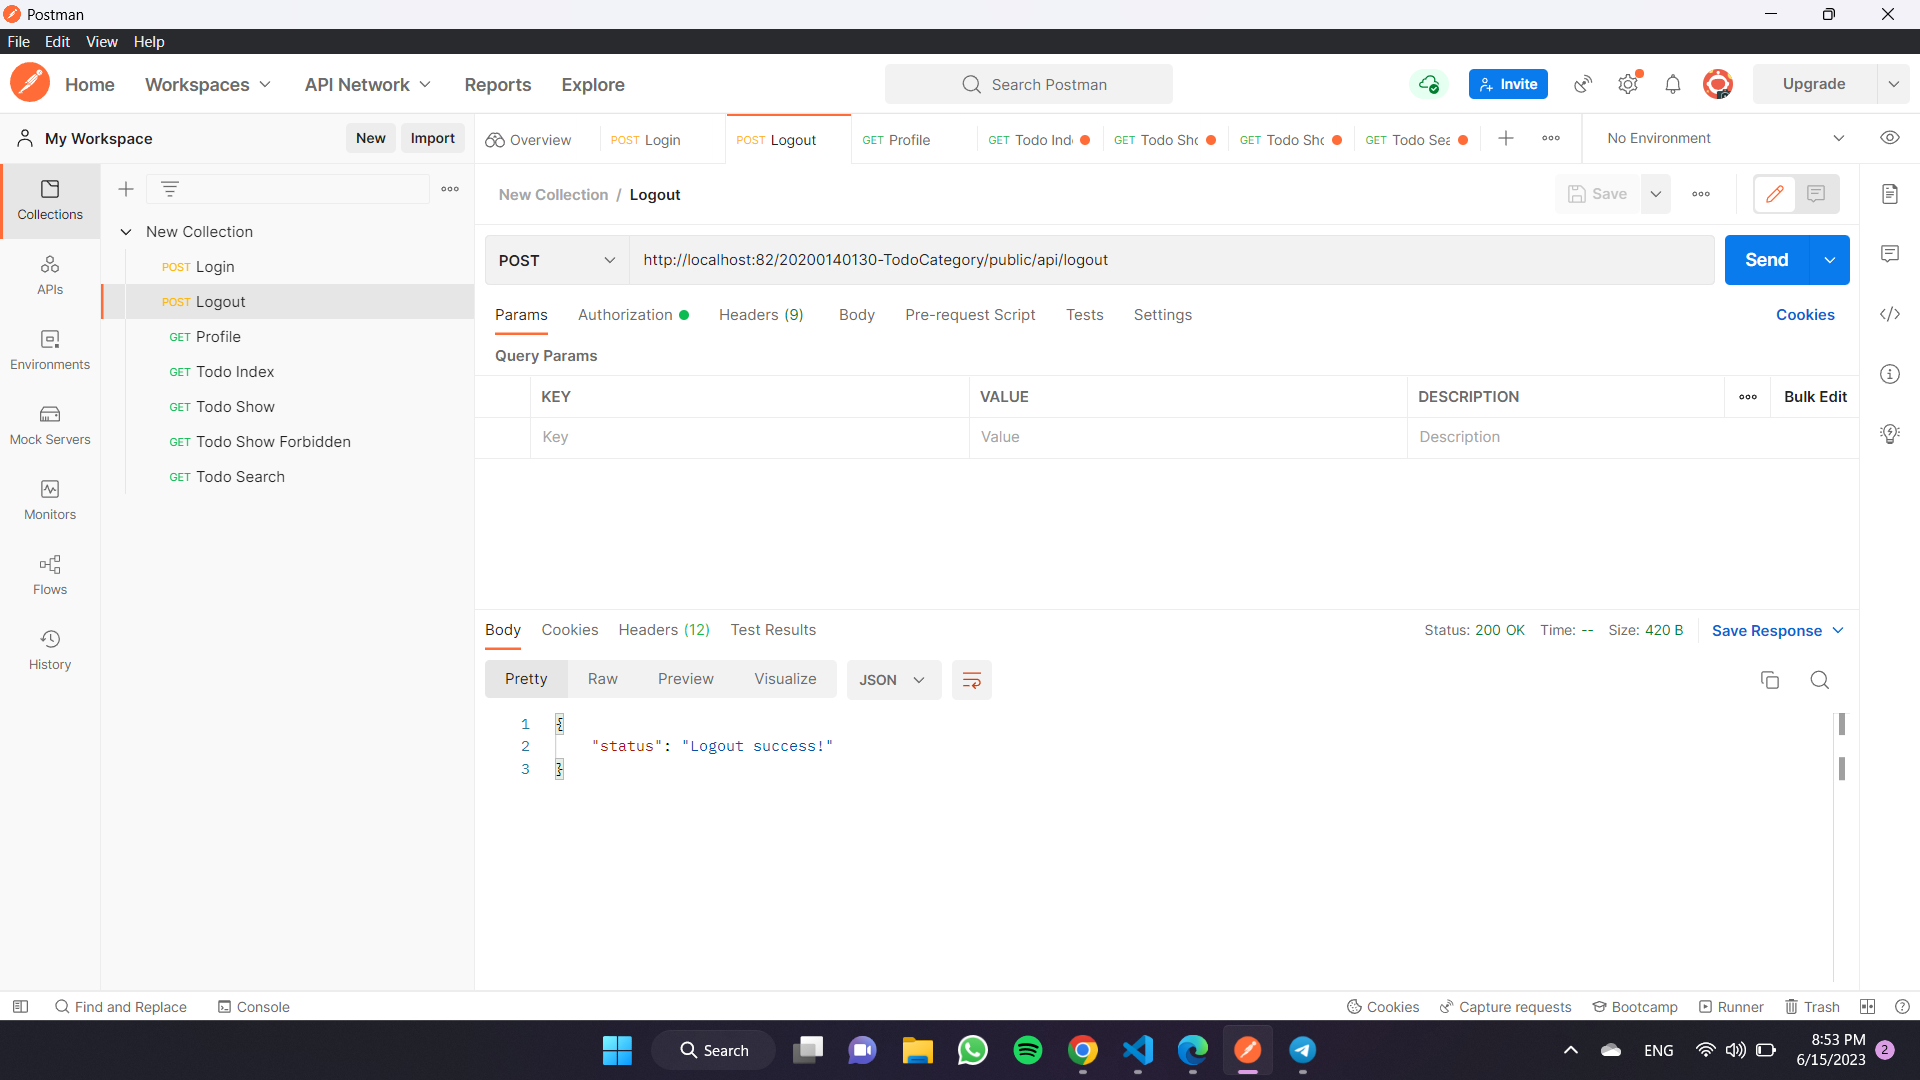 Postman
File Edit View Help
Home Workspaces API Network Reports Explore Search Postman Invite Upgrade
My Workspace New Import Overview POST Login POST Logout GET Profile GET Todo Ind GET Todo Sho GET Todo Sho GET Todo Sea No Environment
Collections
APIs
Environments
Mock Servers
Monitors
Flows
History
New Collection
POST Login
POST Logout
GET Profile
GET Todo Index
GET Todo Show
GET Todo Show Forbidden
GET Todo Search
New Collection / Logout Save
POST http://localhost:82/20200140130-TodoCategory/public/api/logout Send
Params Authorization Headers (9) Body Pre-request Script Tests Settings Cookies
Query Params
KEY VALUE DESCRIPTION Bulk Edit
Key Value Description
Body Cookies Headers (12) Test Results Status: 200 OK Time: -- Size: 420 B Save Response
Pretty Raw Preview Visualize JSON
1 {
2 "status": "Logout success!"
3 }
Find and Replace Console Cookies Capture requests Bootcamp Runner Trash
Search ENG 8:53 PM 2
6/15/2023